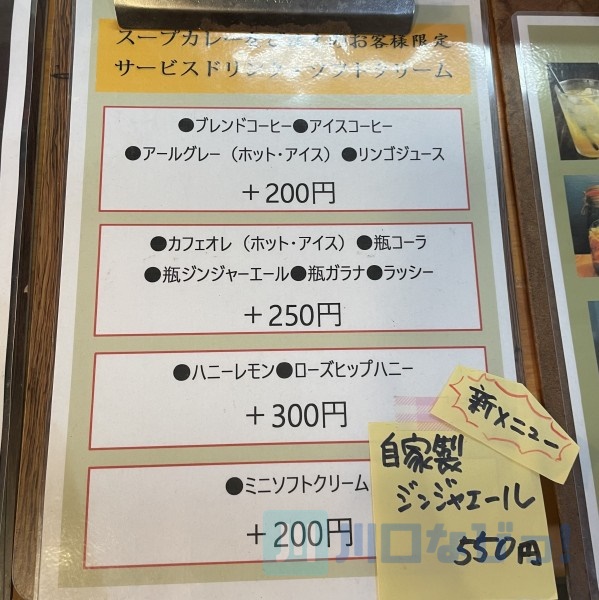 スープカレーを お客様限定
サービスドリンク・ソフトクリーム
●ブレンドコーヒー●アイスコーヒー
●アールグレー（ホット・アイス）●リンゴジュース
＋200円
●カフェオレ（ホット・アイス）●瓶コーラ
●瓶ジンジャーエール●瓶ガラナ●ラッシー
＋250円
●ハニーレモン●ローズヒップハニー
＋300円
●ミニソフトクリーム
＋200円
新メニュー
自家製
ジンジャエール
550円
川口なびっ!